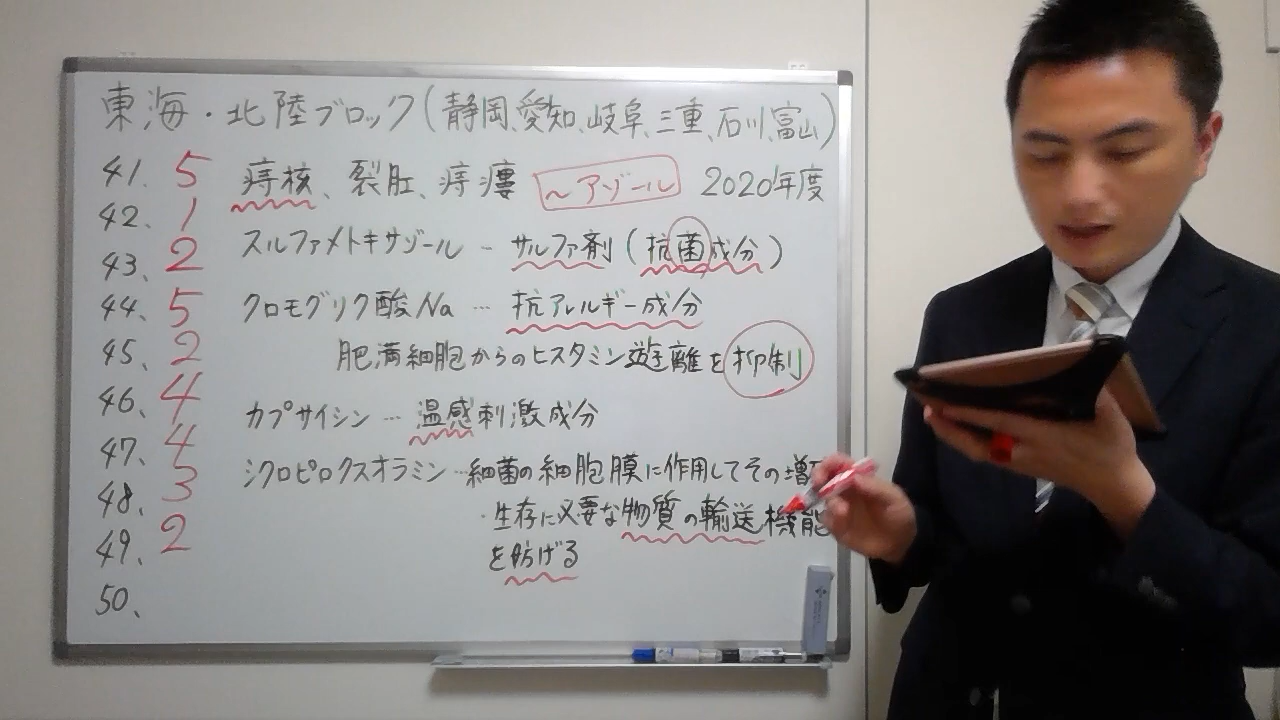 東海・北陸ブロック(静岡、愛知、岐阜、三重、石川、富山)
41. 5 痔核、裂肛、痔瘻 ～アゾール 2020年度
42. 1
スルファメトキサゾール … サルファ剤(抗菌成分)
43、 2
44、 5 クロモグリク酸Na … 抗アレルギー成分
45、 2 肥満細胞からのヒスタミン遊離を抑制
46、 4 カプサイシン … 温感刺激成分
47、 4 シクロピロクスオラミン … 細菌の細胞膜に作用してその増
48、 3 ・生存に必要な物質の輸送機能
49、 2 を妨げる
50、